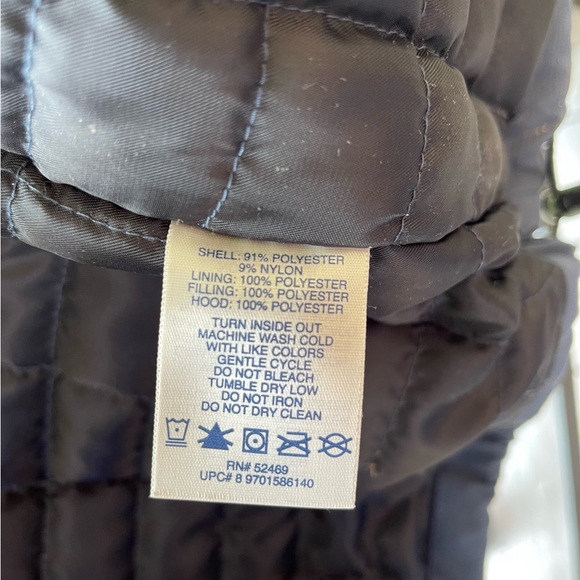 SHELL: 91% POLYESTER
9% NYLON
LINING: 100% POLYESTER
FILLING: 100% POLYESTER
HOOD: 100% POLYESTER
TURN INSIDE OUT
MACHINE WASH COLD
WITH LIKE COLORS
GENTLE CYCLE
DO NOT BLEACH
TUMBLE DRY LOW
DO NOT IRON
DO NOT DRY CLEAN
RN# 52469
UPC# 8 9701586140